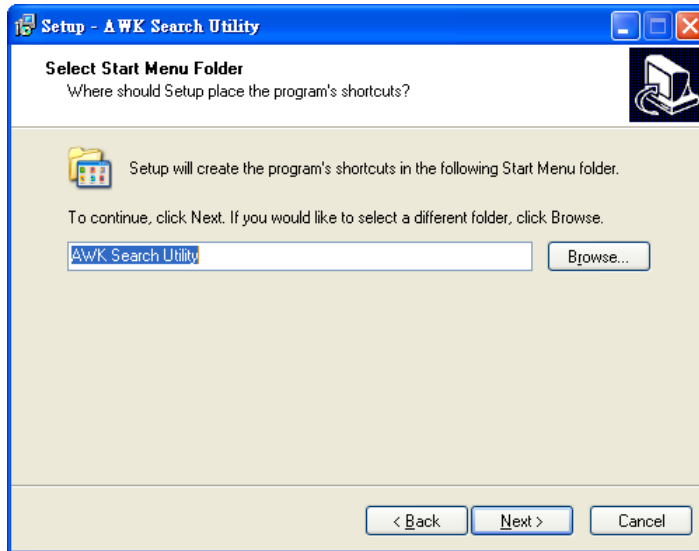 Setup - AWK Search Utility
Select Start Menu Folder
Where should Setup place the program's shortcuts?
Setup will create the program's shortcuts in the following Start Menu folder.
To continue, click Next. If you would like to select a different folder, click Browse.
AWK Search Utility
Browse...
< Back
Next >
Cancel